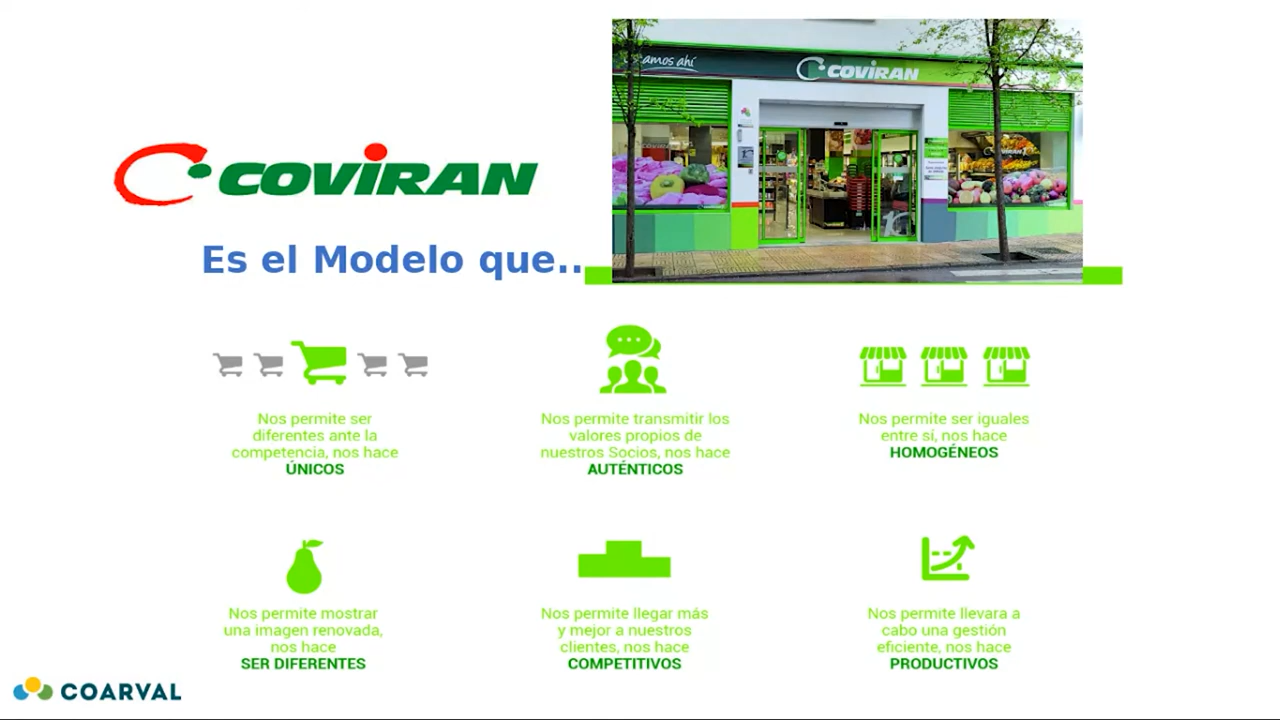 amos ahí
COVIRAN
COVIRAN
Es el Modelo que..
Nos permite ser
diferentes ante la
competencia, nos hace
ÚNICOS
Nos permite transmitir los
valores propios de
nuestros Socios, nos hace
AUTÉNTICOS
Nos permite ser iguales
entre sí, nos hace
HOMOGÉNEOS
Nos permite mostrar
una imagen renovada,
nos hace
SER DIFERENTES
Nos permite llegar más
y mejor a nuestros
clientes, nos hace
COMPETITIVOS
Nos permite llevara a
cabo una gestión
eficiente, nos hace
PRODUCTIVOS
COARVAL